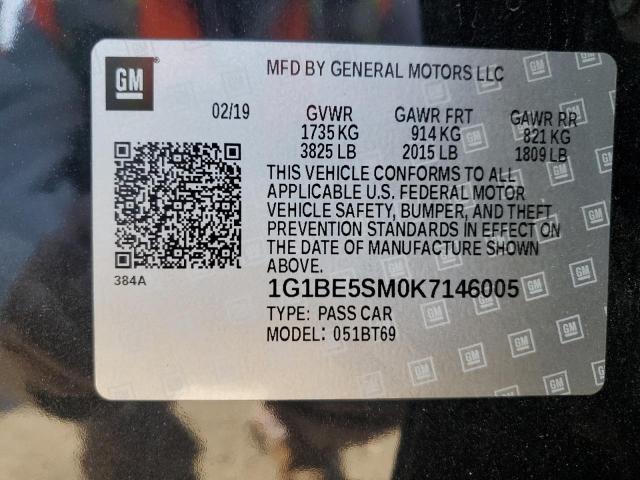 GM
MFD BY GENERAL MOTORS LLC
02/19
GVWR GAWR FRT GAWR RR
1735 KG 914 KG 821 KG
3825 LB 2015 LB 1809 LB
THIS VEHICLE CONFORMS TO ALL
APPLICABLE U.S. FEDERAL MOTOR
VEHICLE SAFETY, BUMPER, AND THEFT
PREVENTION STANDARDS IN EFFECT ON
THE DATE OF MANUFACTURE SHOWN
ABOVE.
384A
1G1BE5SM0K7146005
TYPE: PASS CAR
MODEL: 051BT69